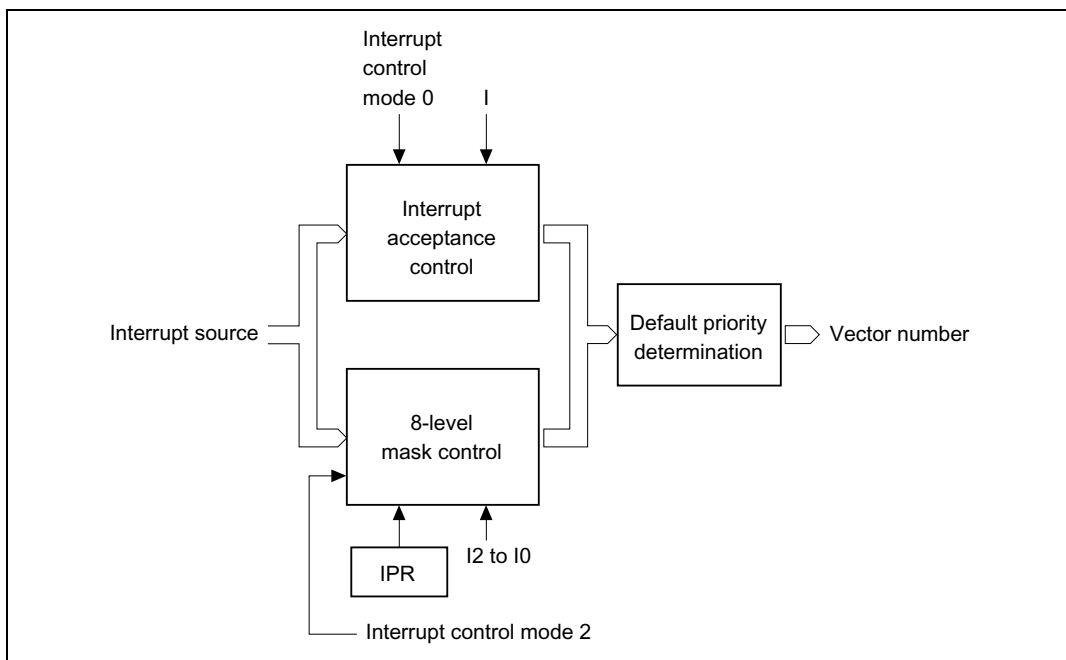 Interrupt
control
mode 0
I
Interrupt
acceptance
control
Interrupt source
Default priority
determination
Vector number
8-level
mask control
I2 to I0
IPR
Interrupt control mode 2